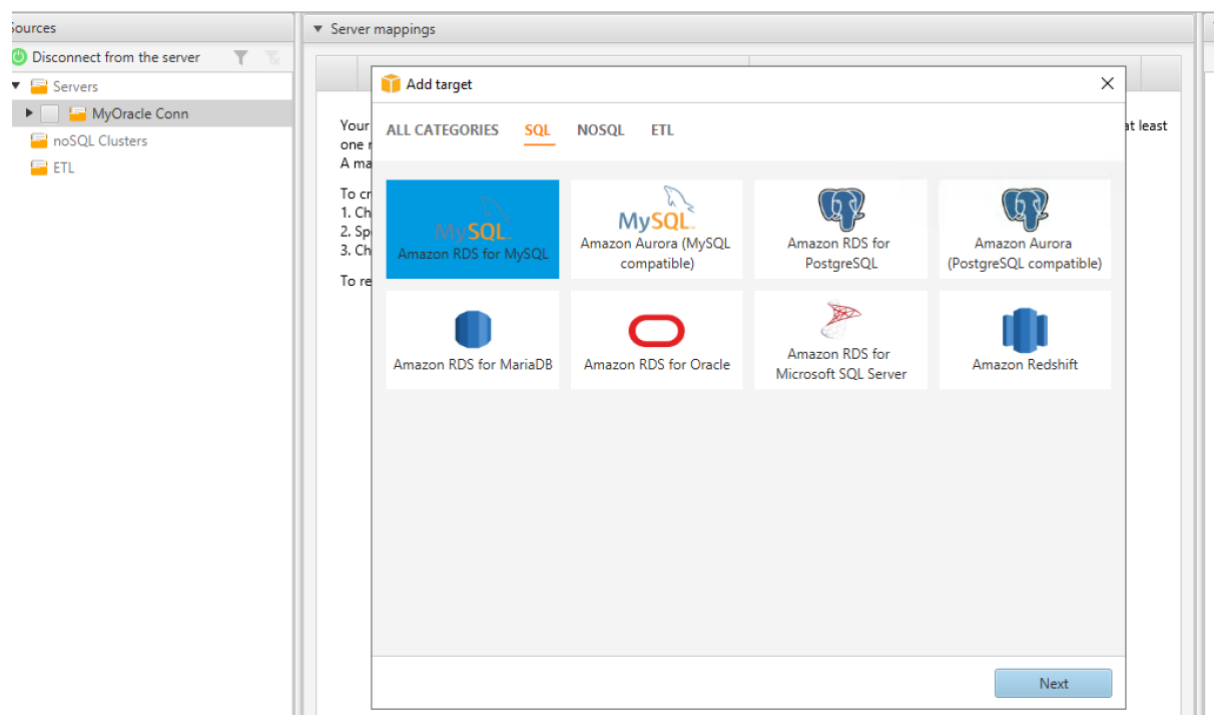 Sources
Disconnect from the server
Servers
MyOracle Conn
noSQL Clusters
ETL
Server mappings
Your
one
A ma
To cr
1. Ch
2. Sp
3. Ch
To re
at least
Add target
ALL CATEGORIES SQL NOSQL ETL
MySQL
Amazon RDS for MySQL
MySQL
Amazon Aurora (MySQL
compatible)
Amazon RDS for
PostgreSQL
Amazon Aurora
(PostgreSQL compatible)
Amazon RDS for MariaDB
Amazon RDS for Oracle
Amazon RDS for
Microsoft SQL Server
Amazon Redshift
Next